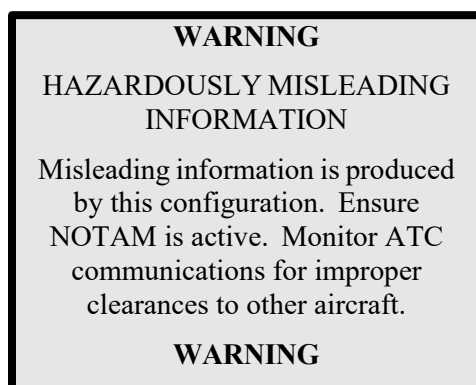 WARNING
HAZARDOUSLY MISLEADING
INFORMATION
Misleading information is produced
by this configuration.  Ensure
NOTAM is active.  Monitor ATC
communications for improper
clearances to other aircraft.
WARNING